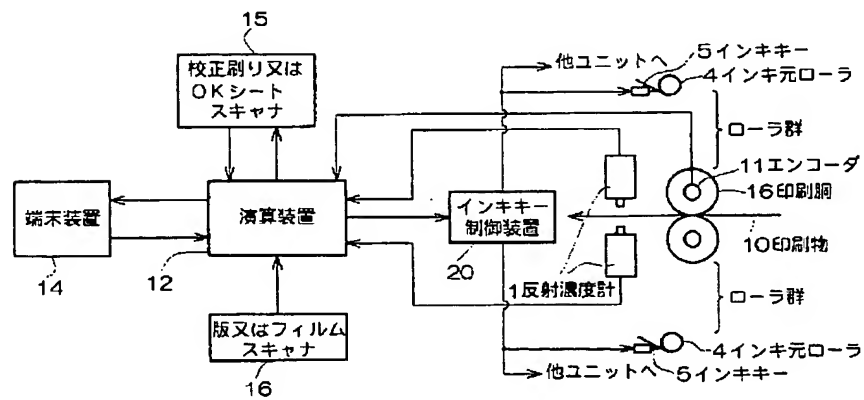 15
校正刷り又は
OKシート
スキャナ
他ユニットへ
5インキキー
4インキ元ローラ
ローラ群
11エンコーダ
16印刷胴
端末装置
14
演算装置
12
インキキー
制御装置
20
10印刷物
1反射濃度計
版又はフィルム
スキャナ
16
ローラ群
4インキ元ローラ
他ユニットへ
5インキキー